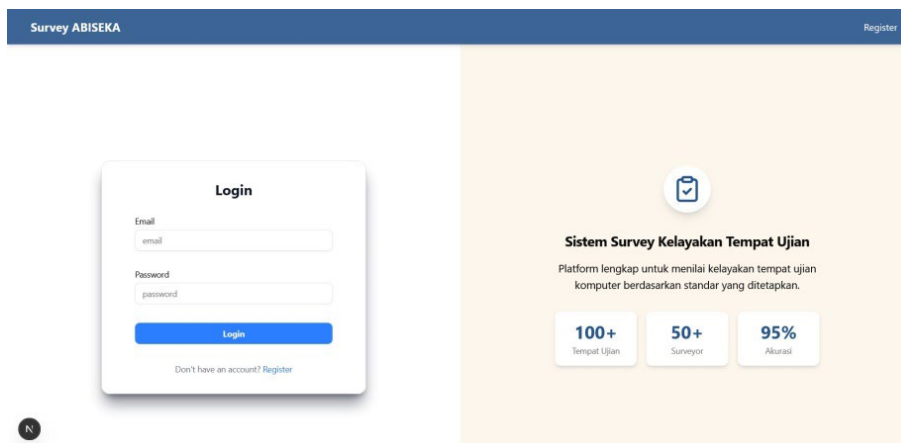 Survey ABISEKA
Register
Login
Email
email
Password
password
Login
Don't have an account? Register
Sistem Survey Kelayakan Tempat Ujian
Platform lengkap untuk menilai kelayakan tempat ujian
komputer berdasarkan standar yang ditetapkan.
100+
Tempat Ujian
50+
Surveyor
95%
Akurasi
N